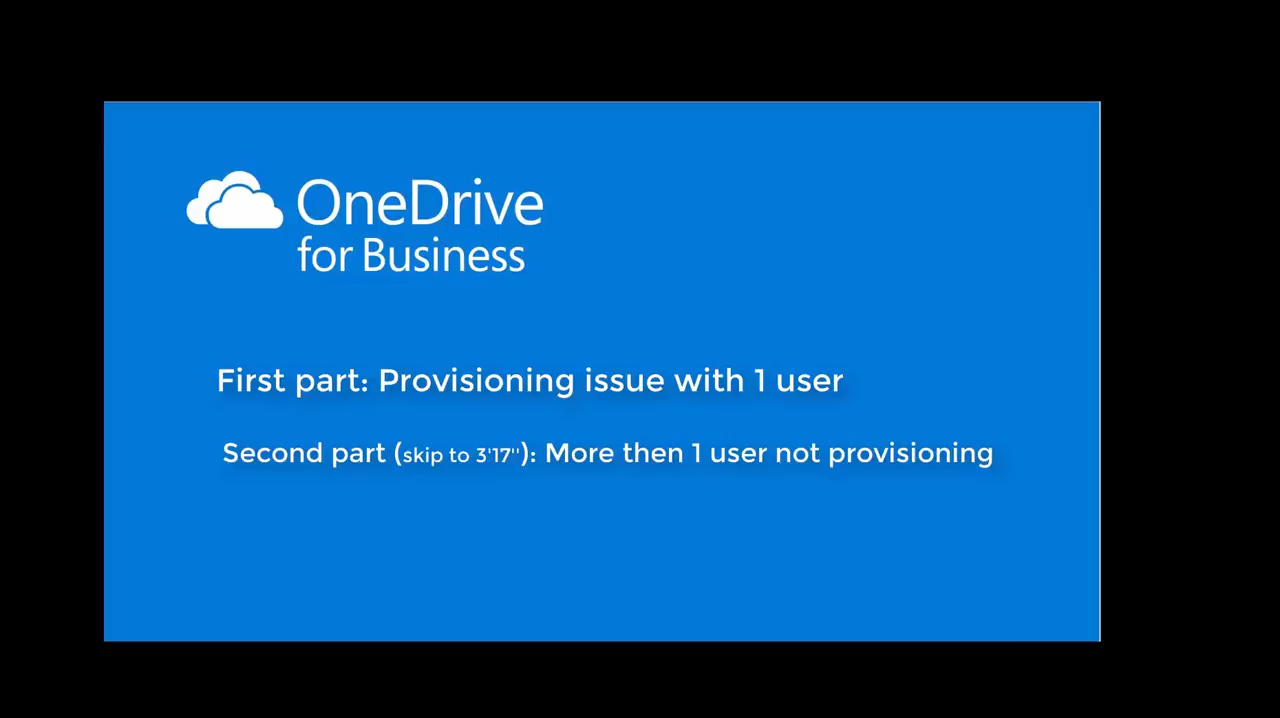 OneDrive
for Business
First part: Provisioning issue with 1 user
Second part (skip to 3'17''): More then 1 user not provisioning